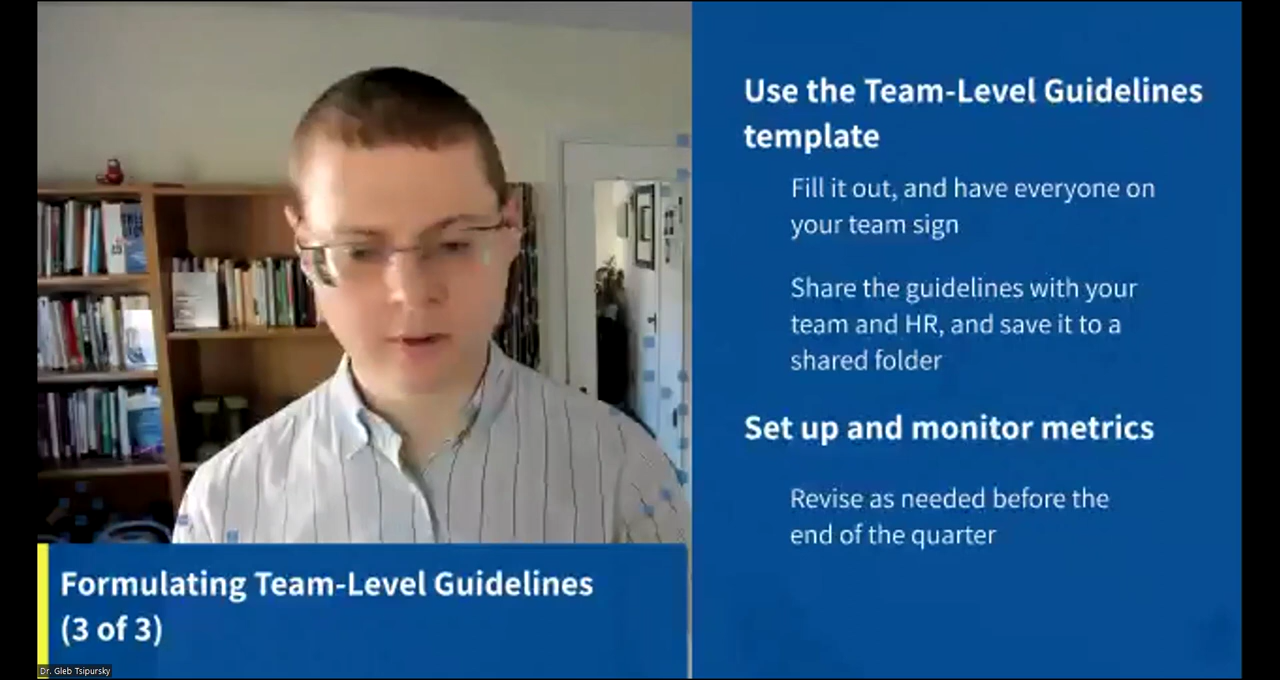 Use the Team-Level Guidelines
template
Fill it out, and have everyone on
your team sign
Share the guidelines with your
team and HR, and save it to a
shared folder
Set up and monitor metrics
Revise as needed before the
end of the quarter
Formulating Team-Level Guidelines
(3 of 3)
Dr. Gleb Tsipursky